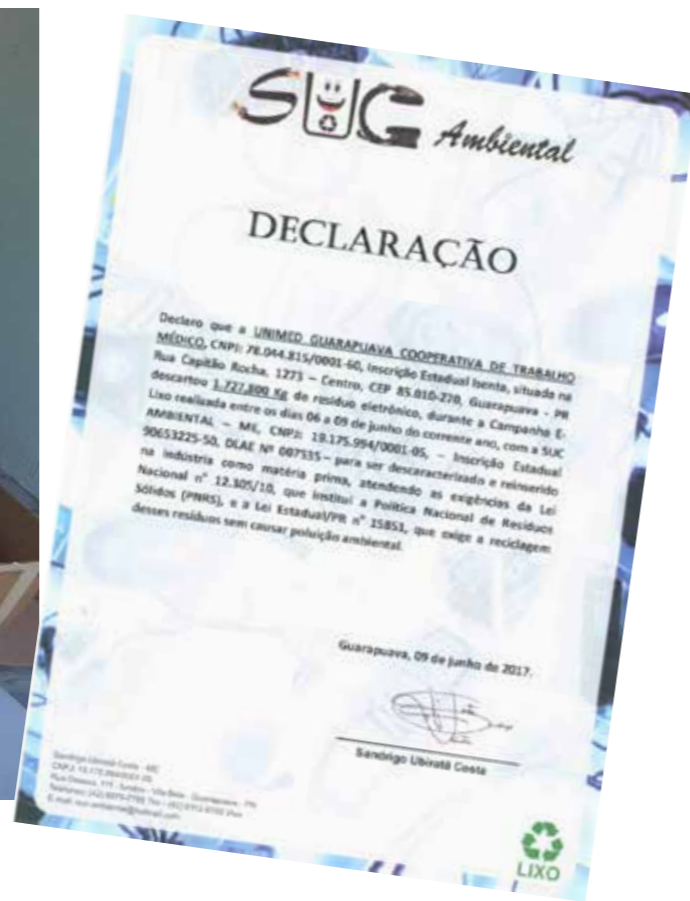 SUC Ambiental
DECLARAÇÃO
Declaro que a UNIMED GUARAPUAVA COOPERATIVA DE TRABALHO
MÉDICO, CNPJ: 78.044.815/0001-60, Inscrição Estadual Isenta, situada na
Rua Capitão Rocha, 1273 – Centro, CEP 85.010-270, Guarapuava - PR
descartou 1.727,800 Kg de resíduo eletrônico, durante a Campanha E-
Lixo realizada entre os dias 06 a 09 de junho do corrente ano, com a SUC
AMBIENTAL – ME, CNPJ: 19.175.994/0001-05, – Inscrição Estadual
90653225-50, DLAE Nº 007535 – para ser descaracterizado e reinserido
na indústria como matéria prima, atendendo as exigências da Lei
Nacional n° 12.305/10, que institui a Política Nacional de Resíduos
Sólidos (PNRS), e a Lei Estadual/PR n° 15851, que exige a reciclagem
desses resíduos sem causar poluição ambiental.
Guarapuava, 09 de junho de 2017.
Sandrigo Ubiratã Costa
Sandrigo Ubiratã Costa - ME
LIXO